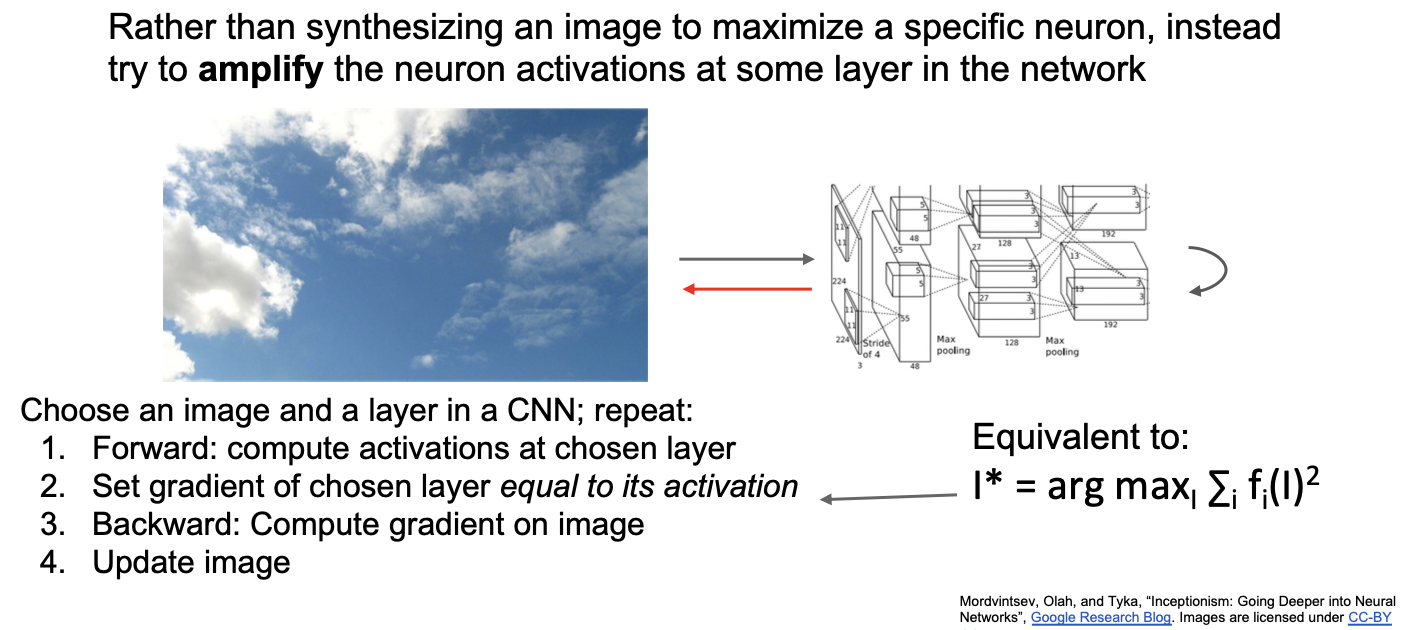 Rather than synthesizing an image to maximize a specific neuron, instead
try to amplify the neuron activations at some layer in the network
11
11
224
11
11
224
Stride
of 4
3
5
5
48
55
5
5
55
48
Max
pooling
3
3
128
27
3
3
27
3
3
128
Max
pooling
3
3
192
13
3
13
3
192
Choose an image and a layer in a CNN; repeat:
1. Forward: compute activations at chosen layer
2. Set gradient of chosen layer equal to its activation
3. Backward: Compute gradient on image
4. Update image
Equivalent to:
I* = arg max_I ∑_i f_i(I)²
Mordvintsev, Olah, and Tyka, “Inceptionism: Going Deeper into Neural
Networks”, Google Research Blog. Images are licensed under CC-BY